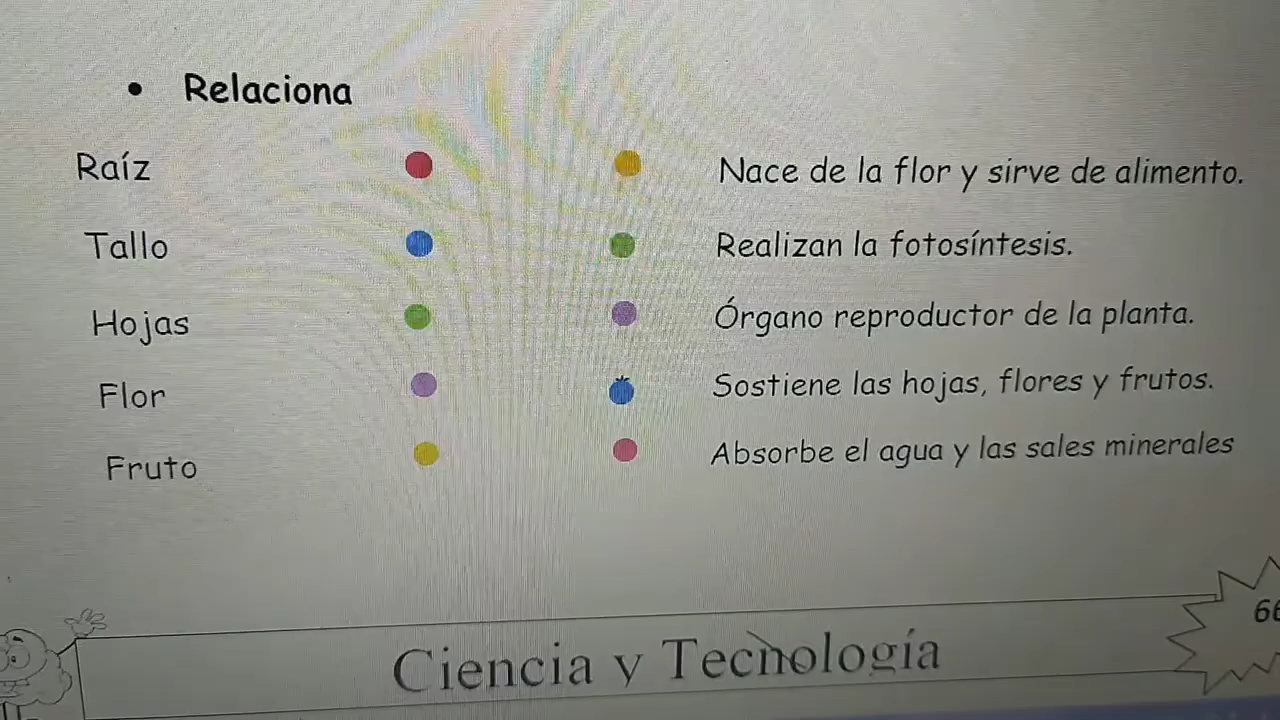 • Relaciona
Raíz Nace de la flor y sirve de alimento.
Tallo Realizan la fotosíntesis.
Hojas Órgano reproductor de la planta.
Flor Sostiene las hojas, flores y frutos.
Fruto Absorbe el agua y las sales minerales
Ciencia y Tecnología